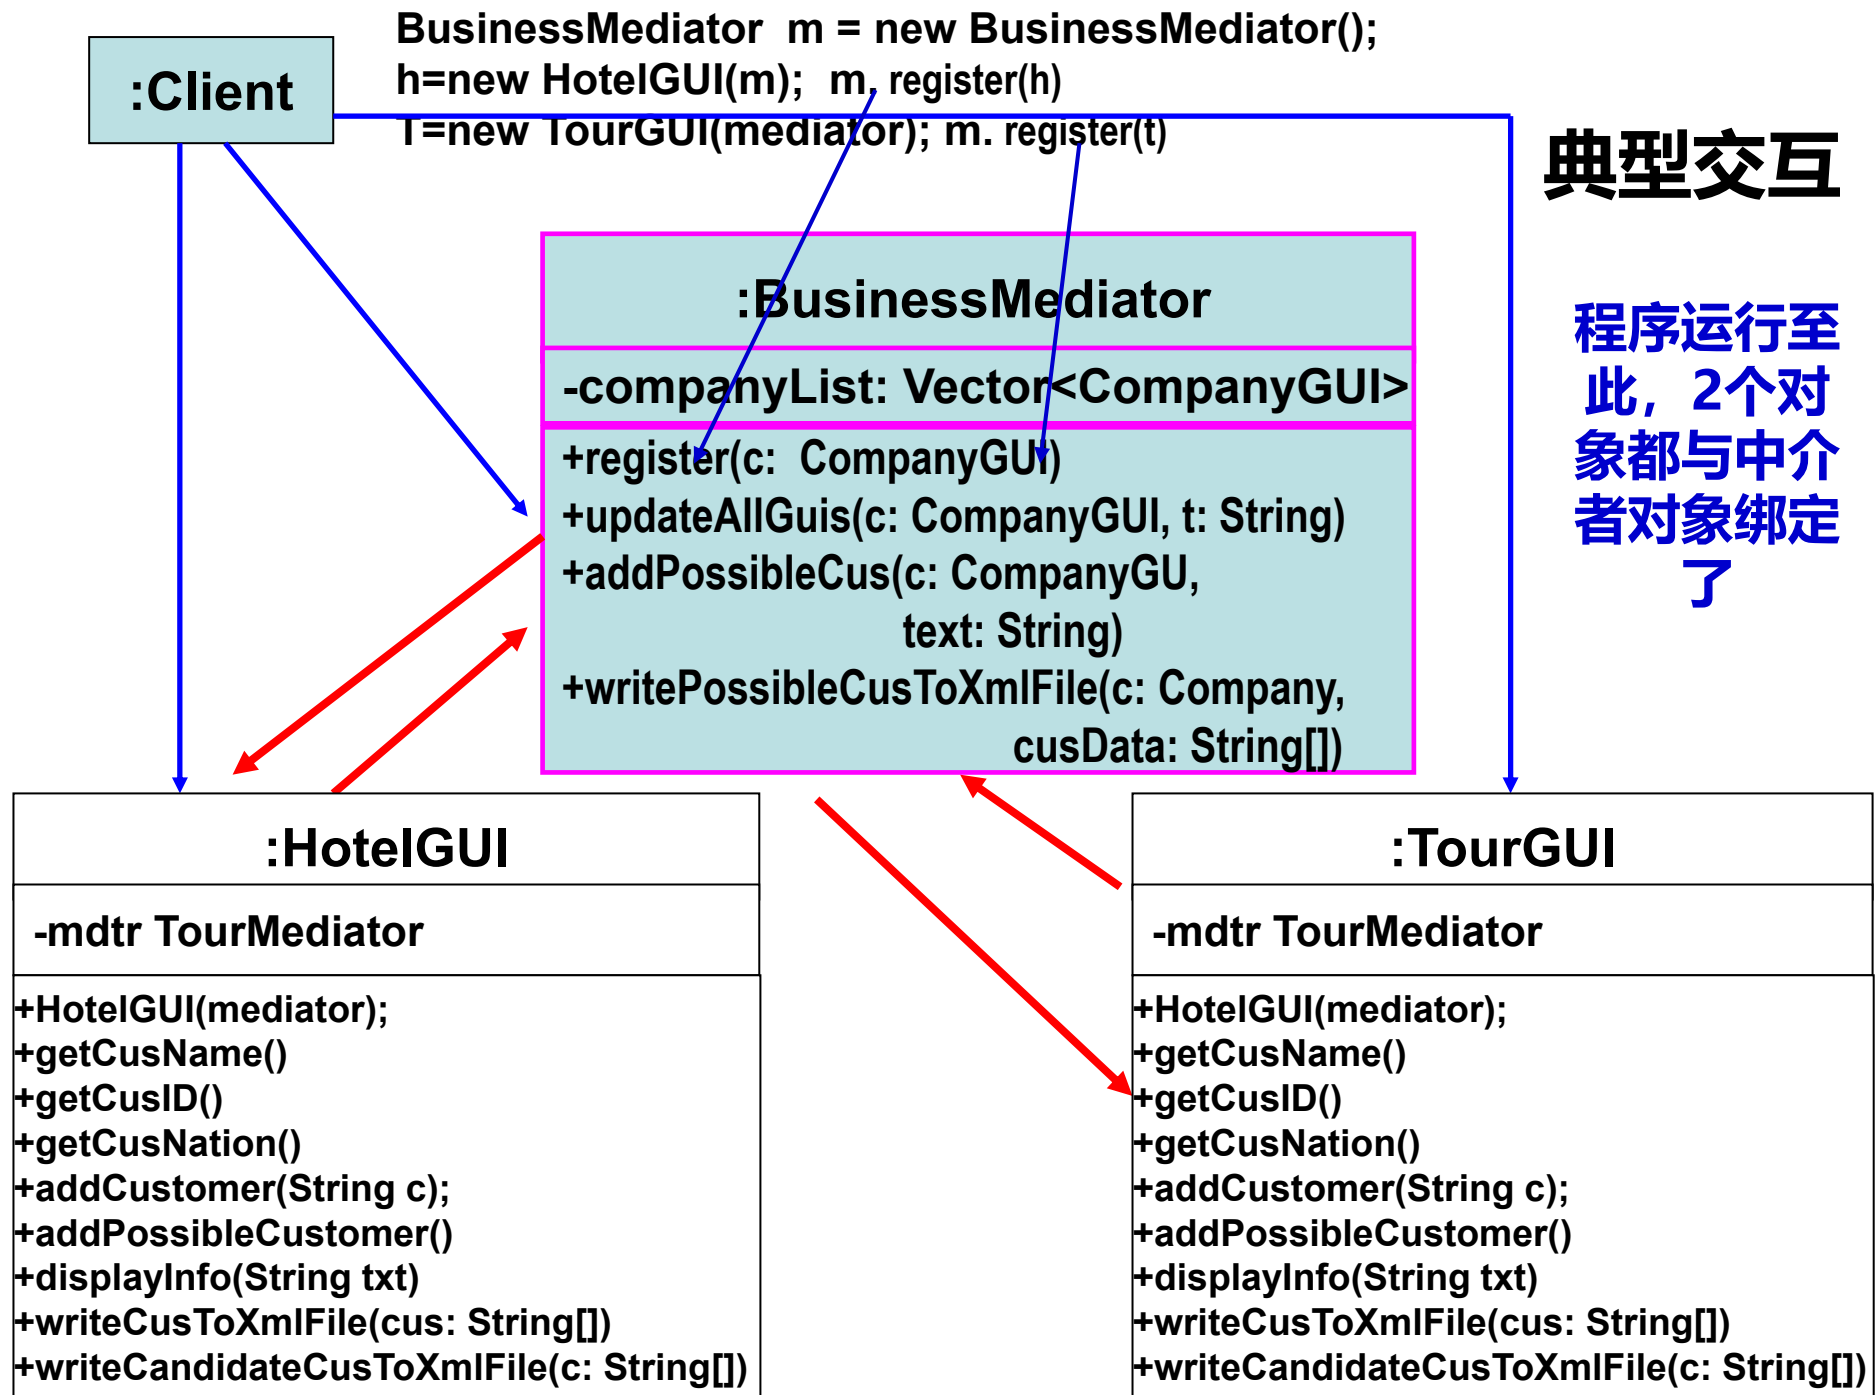 BusinessMediator  m = new BusinessMediator();
h=new HotelGUI(m);  m. register(h)
T=new TourGUI(mediator); m. register(t)
:Client
典型交互
程序运行至
此，2个对
象都与中介
者对象绑定
了
:BusinessMediator
-companyList: Vector<CompanyGUI>
+register(c:  CompanyGUI)
+updateAllGuis(c: CompanyGUI, t: String)
+addPossibleCus(c: CompanyGU,
text: String)
+writePossibleCusToXmlFile(c: Company,
cusData: String[])
:HotelGUI
-mdtr TourMediator
+HotelGUI(mediator);
+getCusName()
+getCusID()
+getCusNation()
+addCustomer(String c);
+addPossibleCustomer()
+displayInfo(String txt)
+writeCusToXmlFile(cus: String[])
+writeCandidateCusToXmlFile(c: String[])
:TourGUI
-mdtr TourMediator
+HotelGUI(mediator);
+getCusName()
+getCusID()
+getCusNation()
+addCustomer(String c);
+addPossibleCustomer()
+displayInfo(String txt)
+writeCusToXmlFile(cus: String[])
+writeCandidateCusToXmlFile(c: String[])